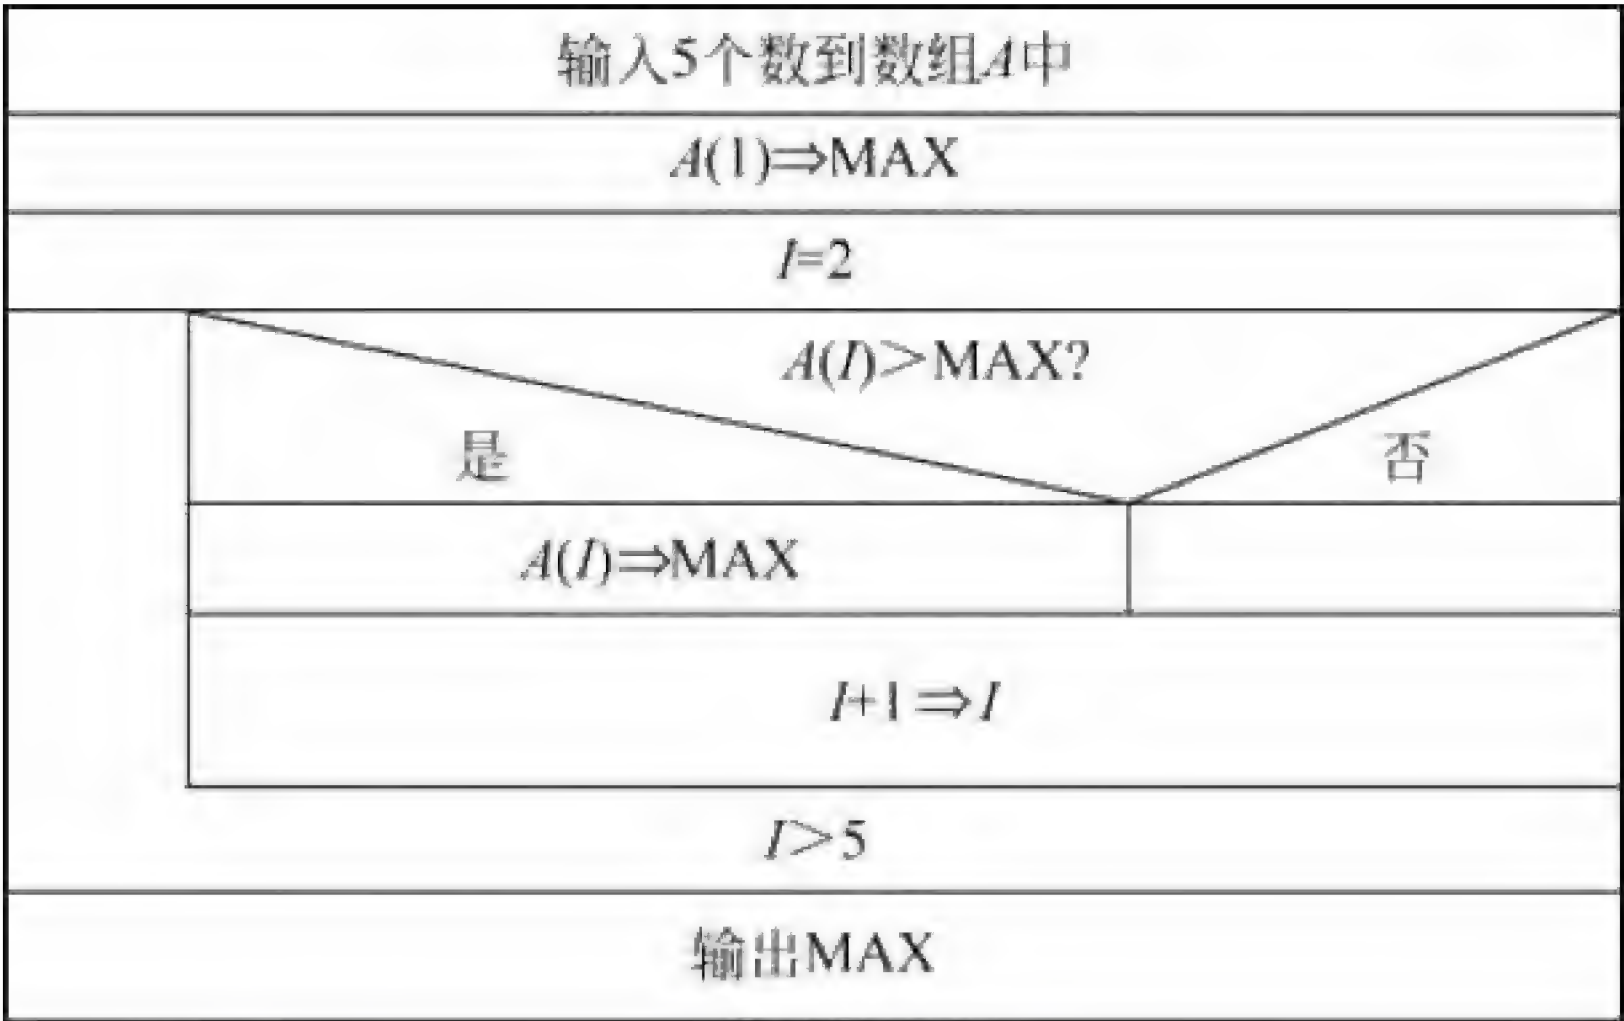 输入5个数到数组A中
A(1)⇒MAX
I=2
A(I)>MAX?
是
否
A(I)⇒MAX
I+1⇒I
I>5
输出MAX